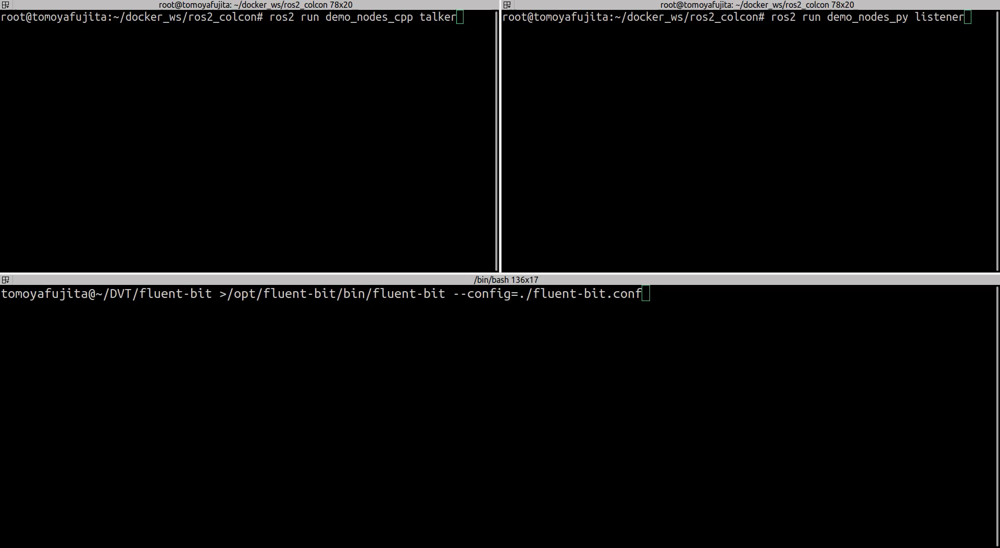 root@tomoyafujita: ~/docker_ws/ros2_colcon 78x20
root@tomoyafujita:~/docker_ws/ros2_colcon# ros2 run demo_nodes_cpp talker
root@tomoyafujita: ~/docker_ws/ros2_colcon 78x20
root@tomoyafujita:~/docker_ws/ros2_colcon# ros2 run demo_nodes_py listener
/bin/bash 136x17
tomoyafujita@~/DVT/fluent-bit >/opt/fluent-bit/bin/fluent-bit --config=./fluent-bit.conf